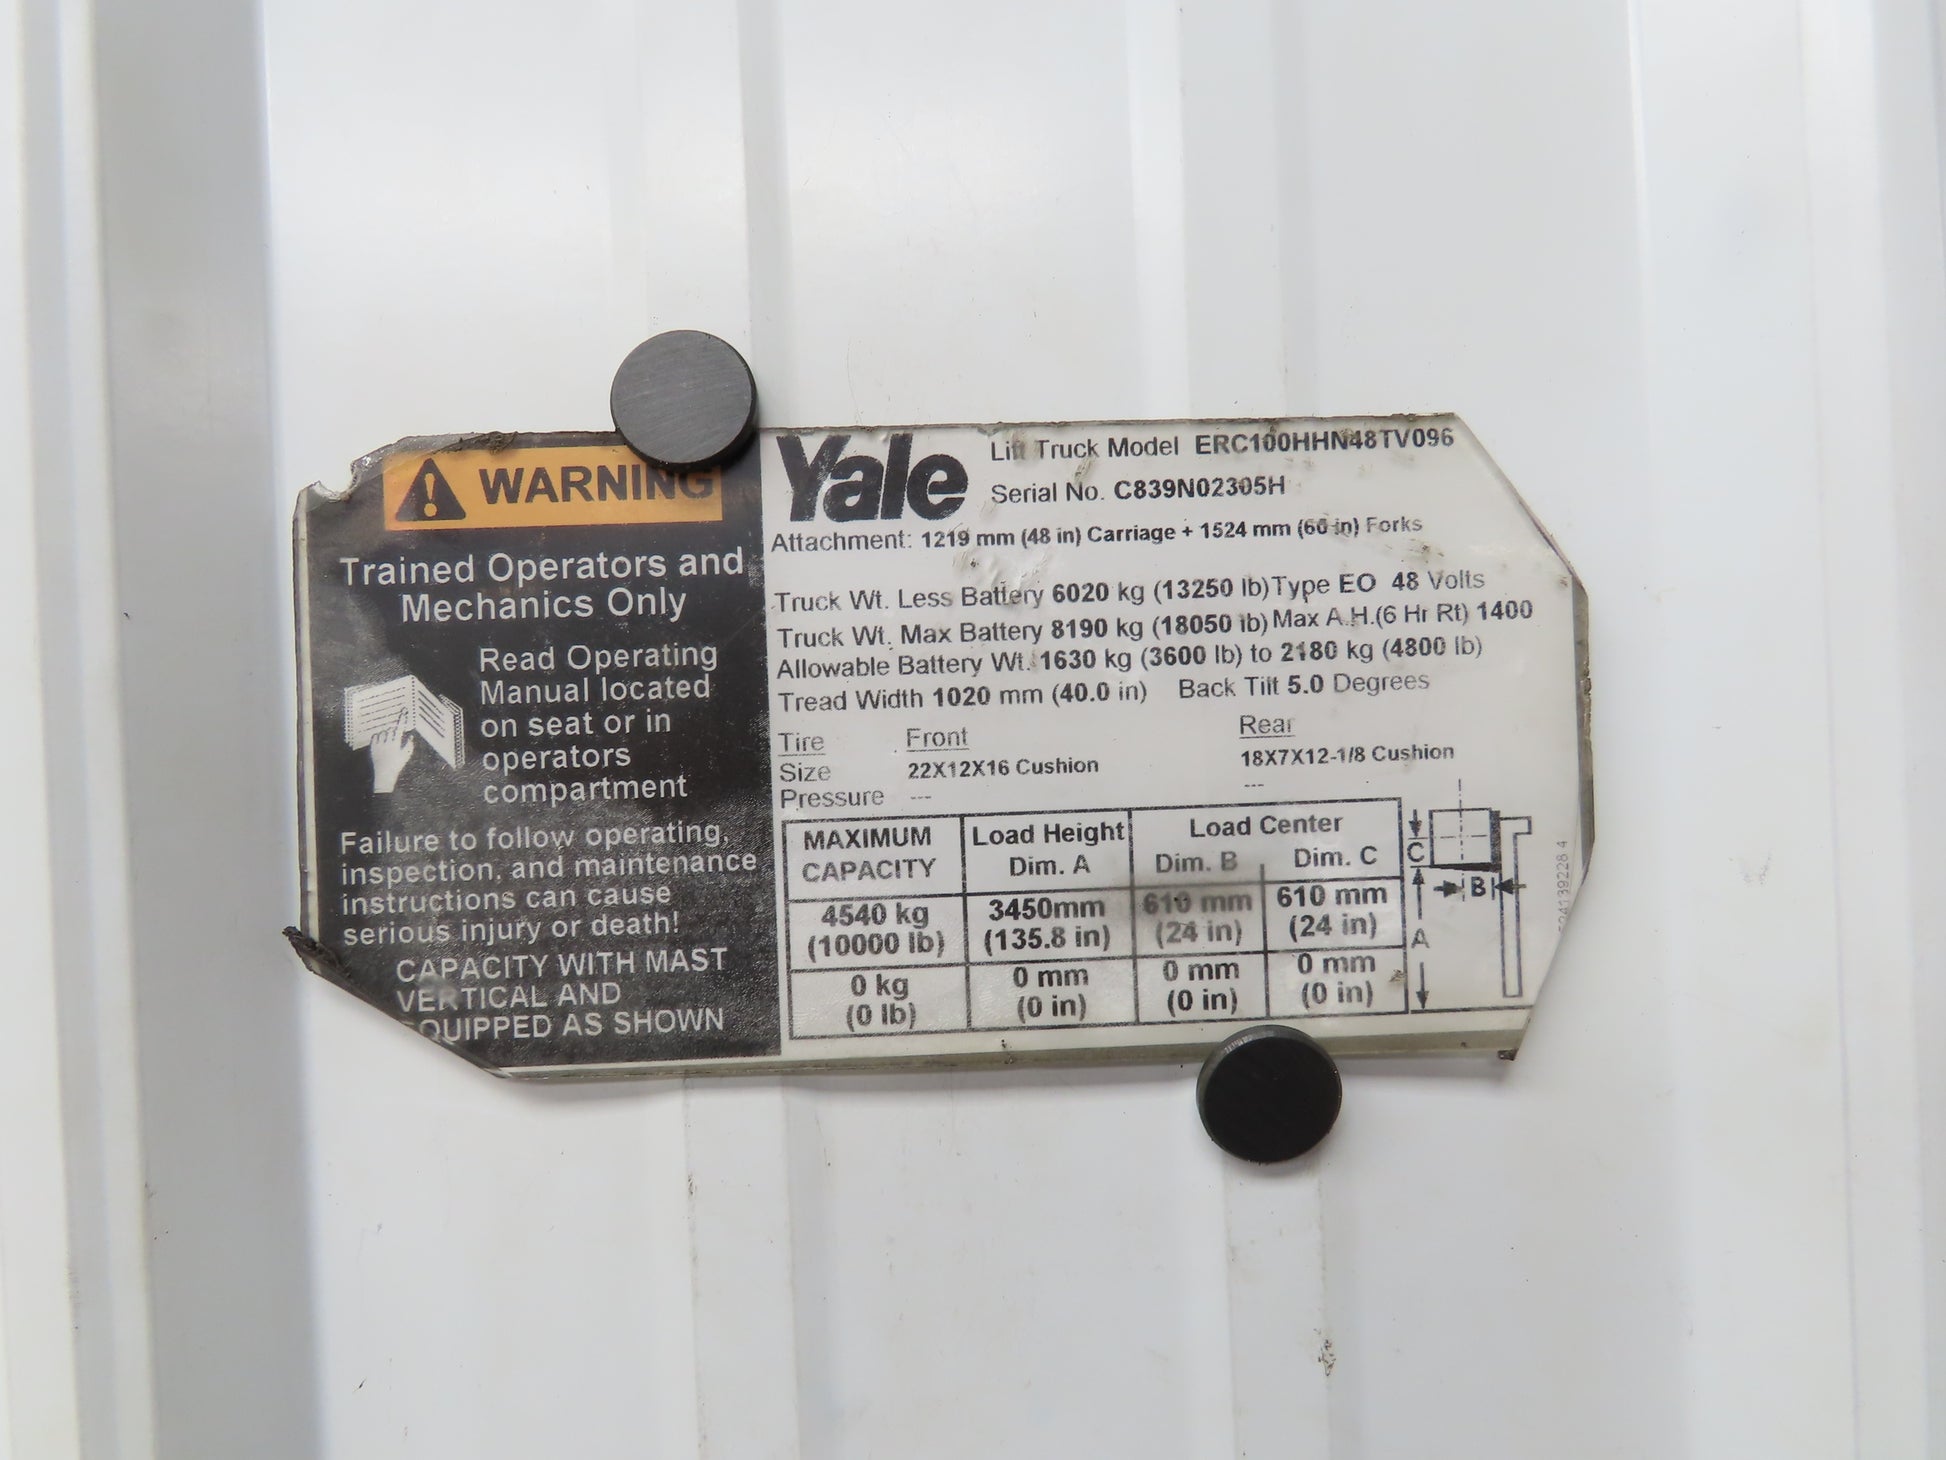 WARNING
Trained Operators and
Mechanics Only
Read Operating
Manual located
on seat or in
operators
compartment
Failure to follow operating,
inspection, and maintenance
instructions can cause
serious injury or death!
CAPACITY WITH MAST
VERTICAL AND
EQUIPPED AS SHOWN
Yale
Lift Truck Model ERC100HHN48TV096
Serial No. C839N02305H
Attachment: 1219 mm (48 in) Carriage + 1524 mm (60 in) Forks
Truck Wt. Less Battery 6020 kg (13250 lb) Type EO 48 Volts
Truck Wt. Max Battery 8190 kg (18050 lb) Max A.H.(6 Hr Rt) 1400
Allowable Battery Wt. 1630 kg (3600 lb) to 2180 kg (4800 lb)
Tread Width 1020 mm (40.0 in) Back Tilt 5.0 Degrees
Tire Front Rear
Size 22X12X16 Cushion 18X7X12-1/8 Cushion
Pressure --- ---
MAXIMUM Load Height Load Center
CAPACITY Dim. A Dim. B Dim. C
4540 kg 3450mm 610 mm 610 mm
(10000 lb) (135.8 in) (24 in) (24 in)
0 kg 0 mm 0 mm 0 mm
(0 lb) (0 in) (0 in) (0 in)
C
B
A